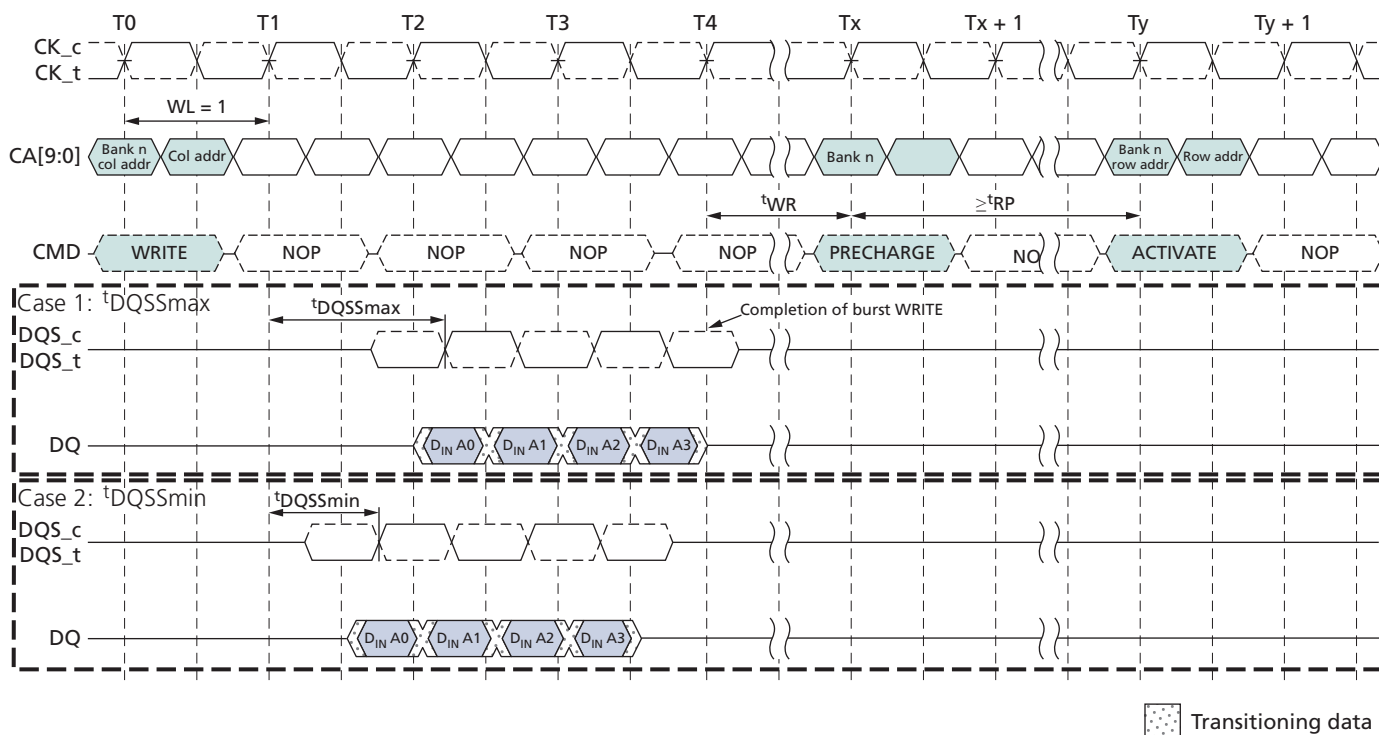 T0 T1 T2 T3 T4 Tx Tx + 1 Ty Ty + 1
CK_c
CK_t
WL = 1
CA[9:0]
Bank n
col addr
Col addr
Bank n
Bank n
row addr
Row addr
tWR
≥tRP
CMD WRITE NOP NOP NOP NOP PRECHARGE NO ACTIVATE NOP
Case 1: tDQSSmax
tDQSSmax
Completion of burst WRITE
DQS_c
DQS_t
DQ DIN A0 DIN A1 DIN A2 DIN A3
Case 2: tDQSSmin
tDQSSmin
DQS_c
DQS_t
DQ DIN A0 DIN A1 DIN A2 DIN A3
Transitioning data